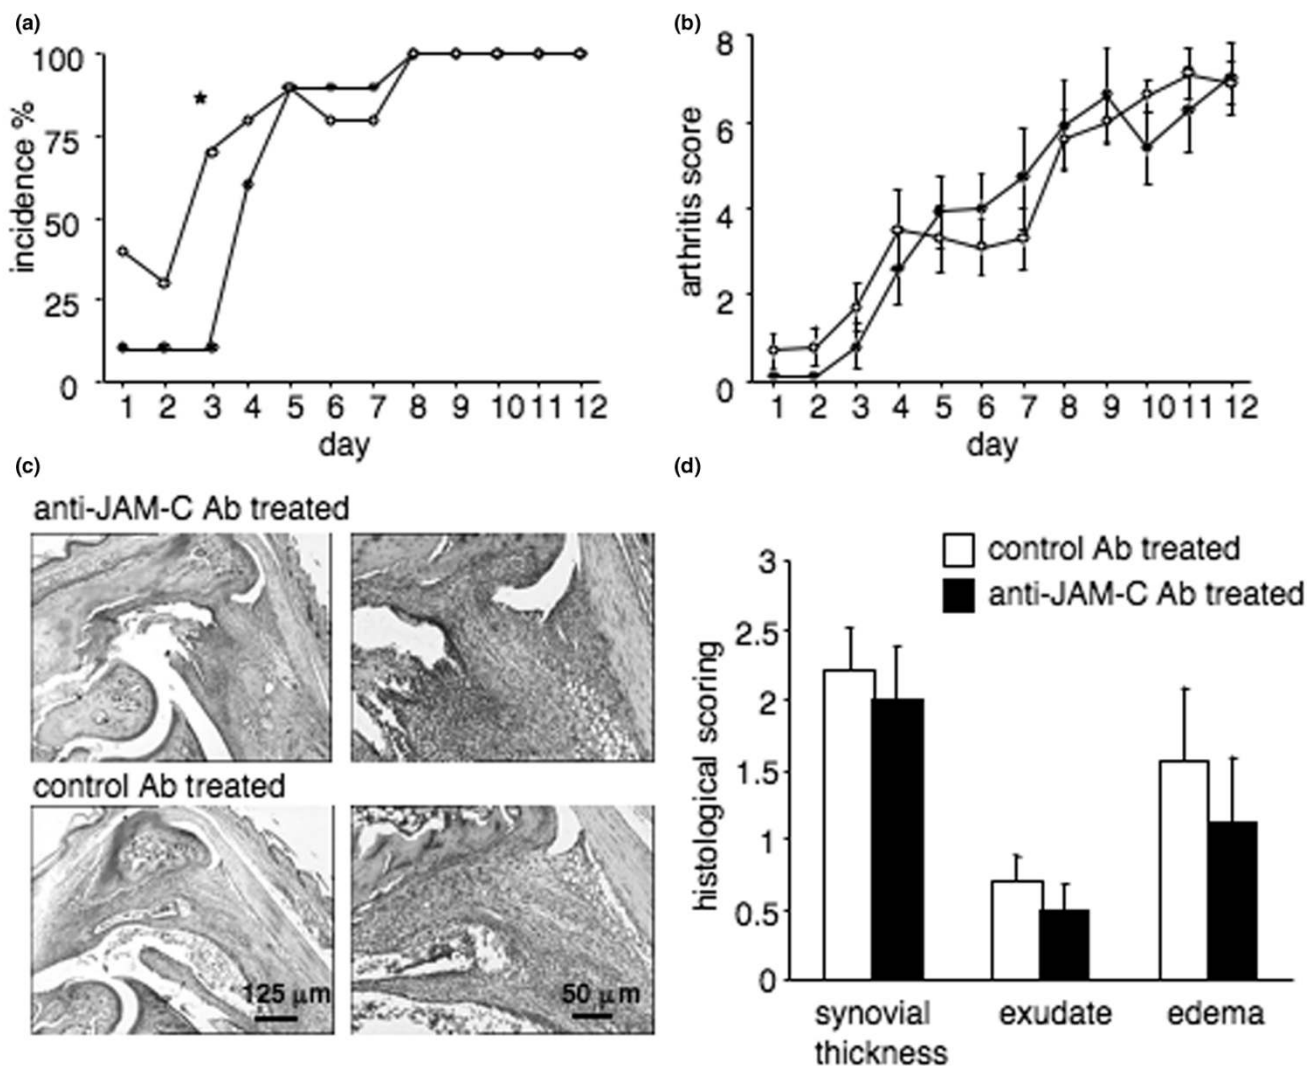 (a)
100
75
50
25
0
incidence %
★
1 2 3 4 5 6 7 8 9 10 11 12
day
(b)
8
6
4
2
0
arthritis score
1 2 3 4 5 6 7 8 9 10 11 12
day
(c)
anti-JAM-C Ab treated
control Ab treated
125 μm
50 μm
(d)
control Ab treated
anti-JAM-C Ab treated
3
2.5
2
1.5
1
0.5
0
histological scoring
synovial
thickness
exudate
edema